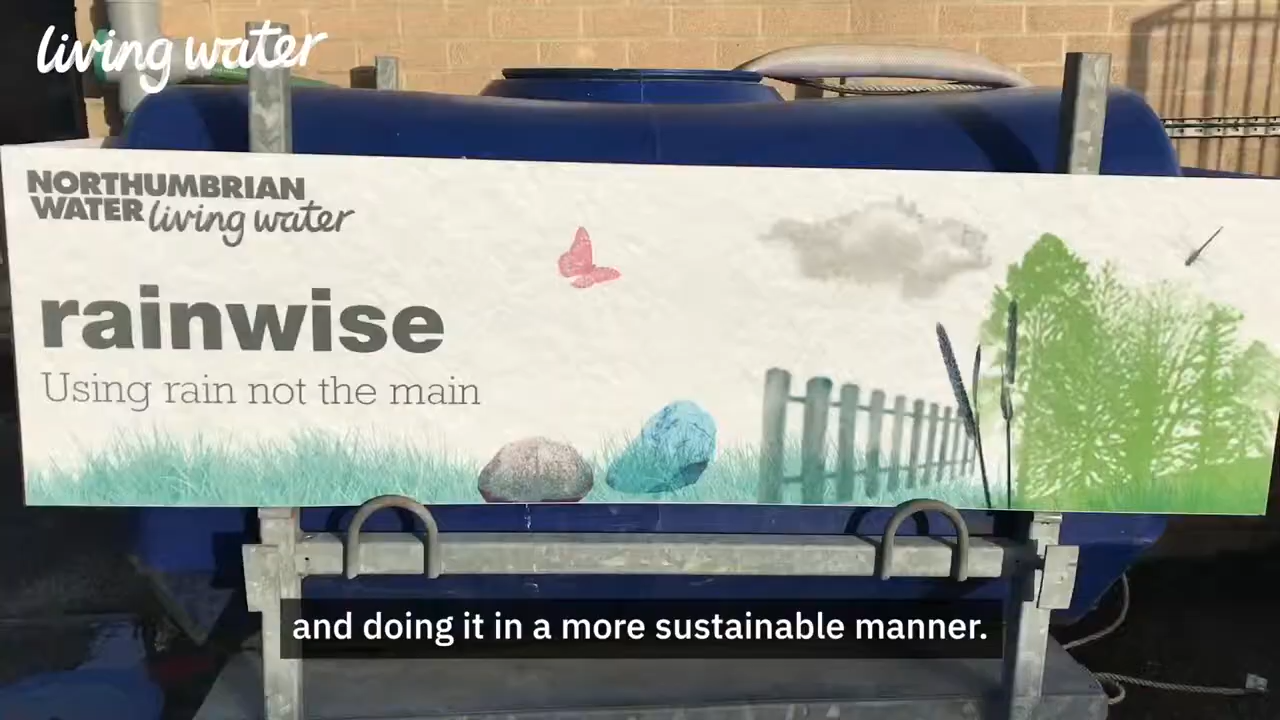 living water
NORTHUMBRIAN
WATER living water
rainwise
Using rain not the main
and doing it in a more sustainable manner.